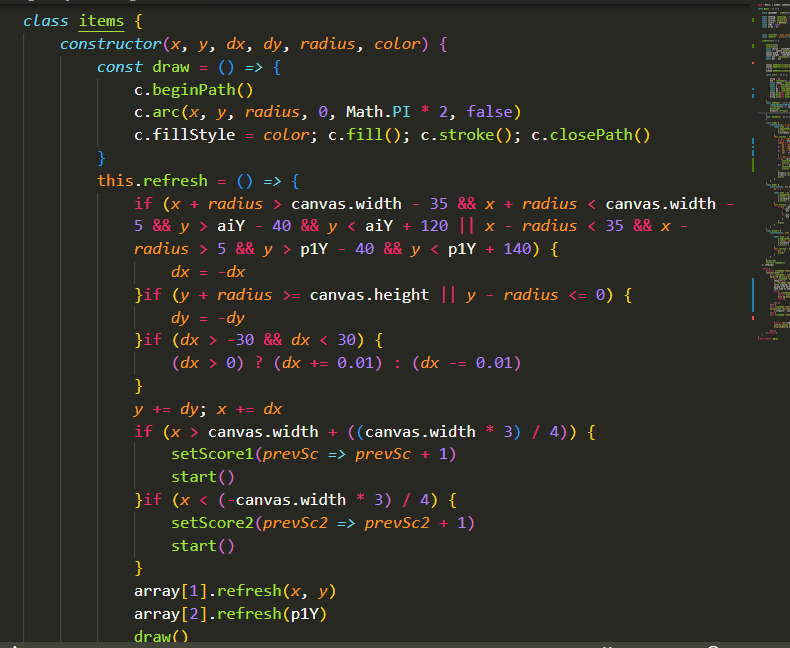 class items {
constructor(x, y, dx, dy, radius, color) {
const draw = () => {
c.beginPath()
c.arc(x, y, radius, 0, Math.PI * 2, false)
c.fillStyle = color; c.fill(); c.stroke(); c.closePath()
}
this.refresh = () => {
if (x + radius > canvas.width - 35 && x + radius < canvas.width -
5 && y > aiY - 40 && y < aiY + 120 || x - radius < 35 && x -
radius > 5 && y > p1Y - 40 && y < p1Y + 140) {
dx = -dx
}if (y + radius >= canvas.height || y - radius <= 0) {
dy = -dy
}if (dx > -30 && dx < 30) {
(dx > 0) ? (dx += 0.01) : (dx -= 0.01)
}
y += dy; x += dx
if (x > canvas.width + ((canvas.width * 3) / 4)) {
setScore1(prevSc => prevSc + 1)
start()
}if (x < (-canvas.width * 3) / 4) {
setScore2(prevSc2 => prevSc2 + 1)
start()
}
array[1].refresh(x, y)
array[2].refresh(p1Y)
draw()